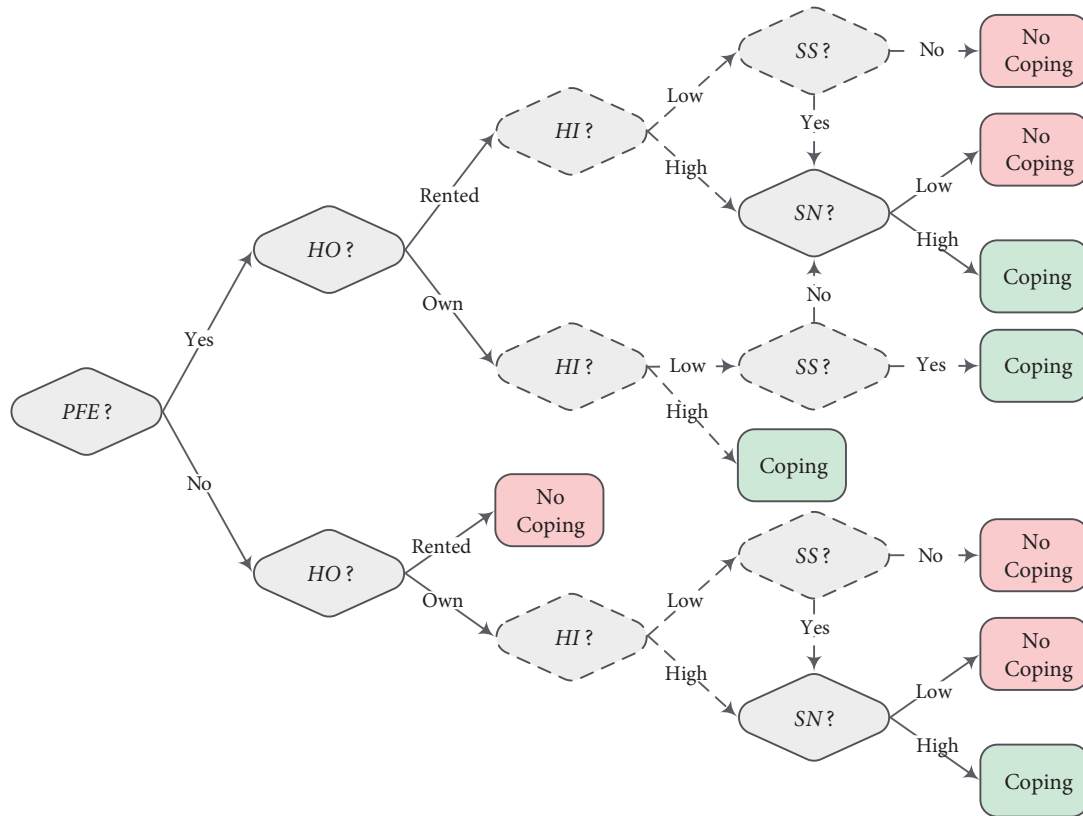 SS?
No
No
Coping
Low
HI?
Yes
No
Coping
High
Rented
SN?
Low
HO?
High
Coping
Own
No
Yes
HI?
Low
SS?
Yes
Coping
High
PFE?
Coping
No
No
Coping
Rented
SS?
No
No
Coping
HO?
Own
Low
HI?
Yes
No
Coping
High
Low
SN?
High
Coping